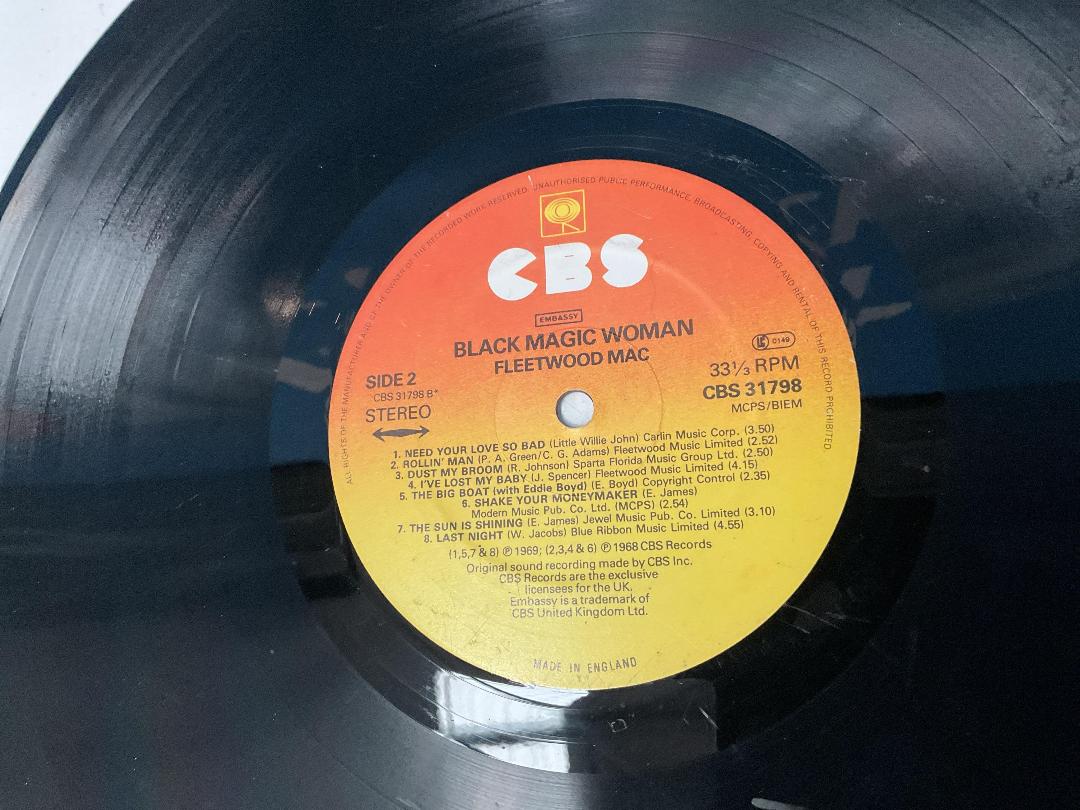 ALL RIGHTS OF THE MANUFACTURER AND OF THE OWNER OF THE RECORDED WORK RESERVED. UNAUTHORISED PUBLIC PERFORMANCE, BROADCASTING, COPYING AND RENTAL OF THIS RECORD PROHIBITED.
CBS
EMBASSY
BLACK MAGIC WOMAN
FLEETWOOD MAC
SIDE 2
CBS 31798 B*
STEREO
LC 0149
33⅓ RPM
CBS 31798
MCPS/BIEM
1. NEED YOUR LOVE SO BAD (Little Willie John) Carlin Music Corp. (3.50)
2. ROLLIN' MAN (P. A. Green/C. G. Adams) Fleetwood Music Limited (2.52)
3. DUST MY BROOM (R. Johnson) Sparta Florida Music Group Ltd. (2.50)
4. I'VE LOST MY BABY (J. Spencer) Fleetwood Music Limited (4.15)
5. THE BIG BOAT (with Eddie Boyd) (E. Boyd) Copyright Control (2.35)
6. SHAKE YOUR MONEYMAKER (E. James)
Modern Music Pub. Co. Ltd. (MCPS) (2.54)
7. THE SUN IS SHINING (E. James) Jewel Music Pub. Co. Limited (3.10)
8. LAST NIGHT (W. Jacobs) Blue Ribbon Music Limited (4.55)
(1,5,7 & 8) ℗ 1969; (2,3,4 & 6) ℗ 1968 CBS Records
Original sound recording made by CBS Inc.
CBS Records are the exclusive
licensees for the UK.
Embassy is a trademark of
CBS United Kingdom Ltd.
MADE IN ENGLAND